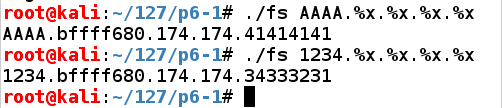 root@kali:~/127/p6-1# ./fs AAAA.%x.%x.%x.%x
AAAA.bffff680.174.174.41414141
root@kali:~/127/p6-1# ./fs 1234.%x.%x.%x.%x
1234.bffff680.174.174.34333231
root@kali:~/127/p6-1#